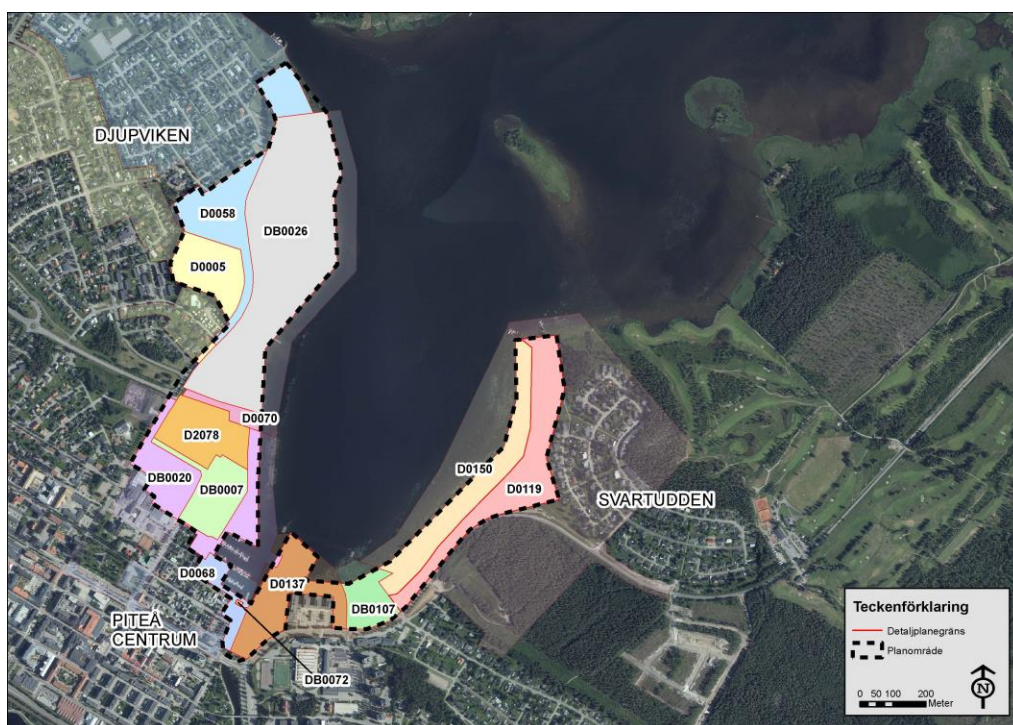 DJUPVIKEN
D0058
DB0026
D0005
D0070
D2078
DB0020
DB0007
D0150
D0119
SVARTUDDEN
D0068
D0137
DB0107
PITEÅ
CENTRUM
DB0072
Teckenförklaring
Detaljplanegräns
Planområde
0 50 100 200
Meter
N